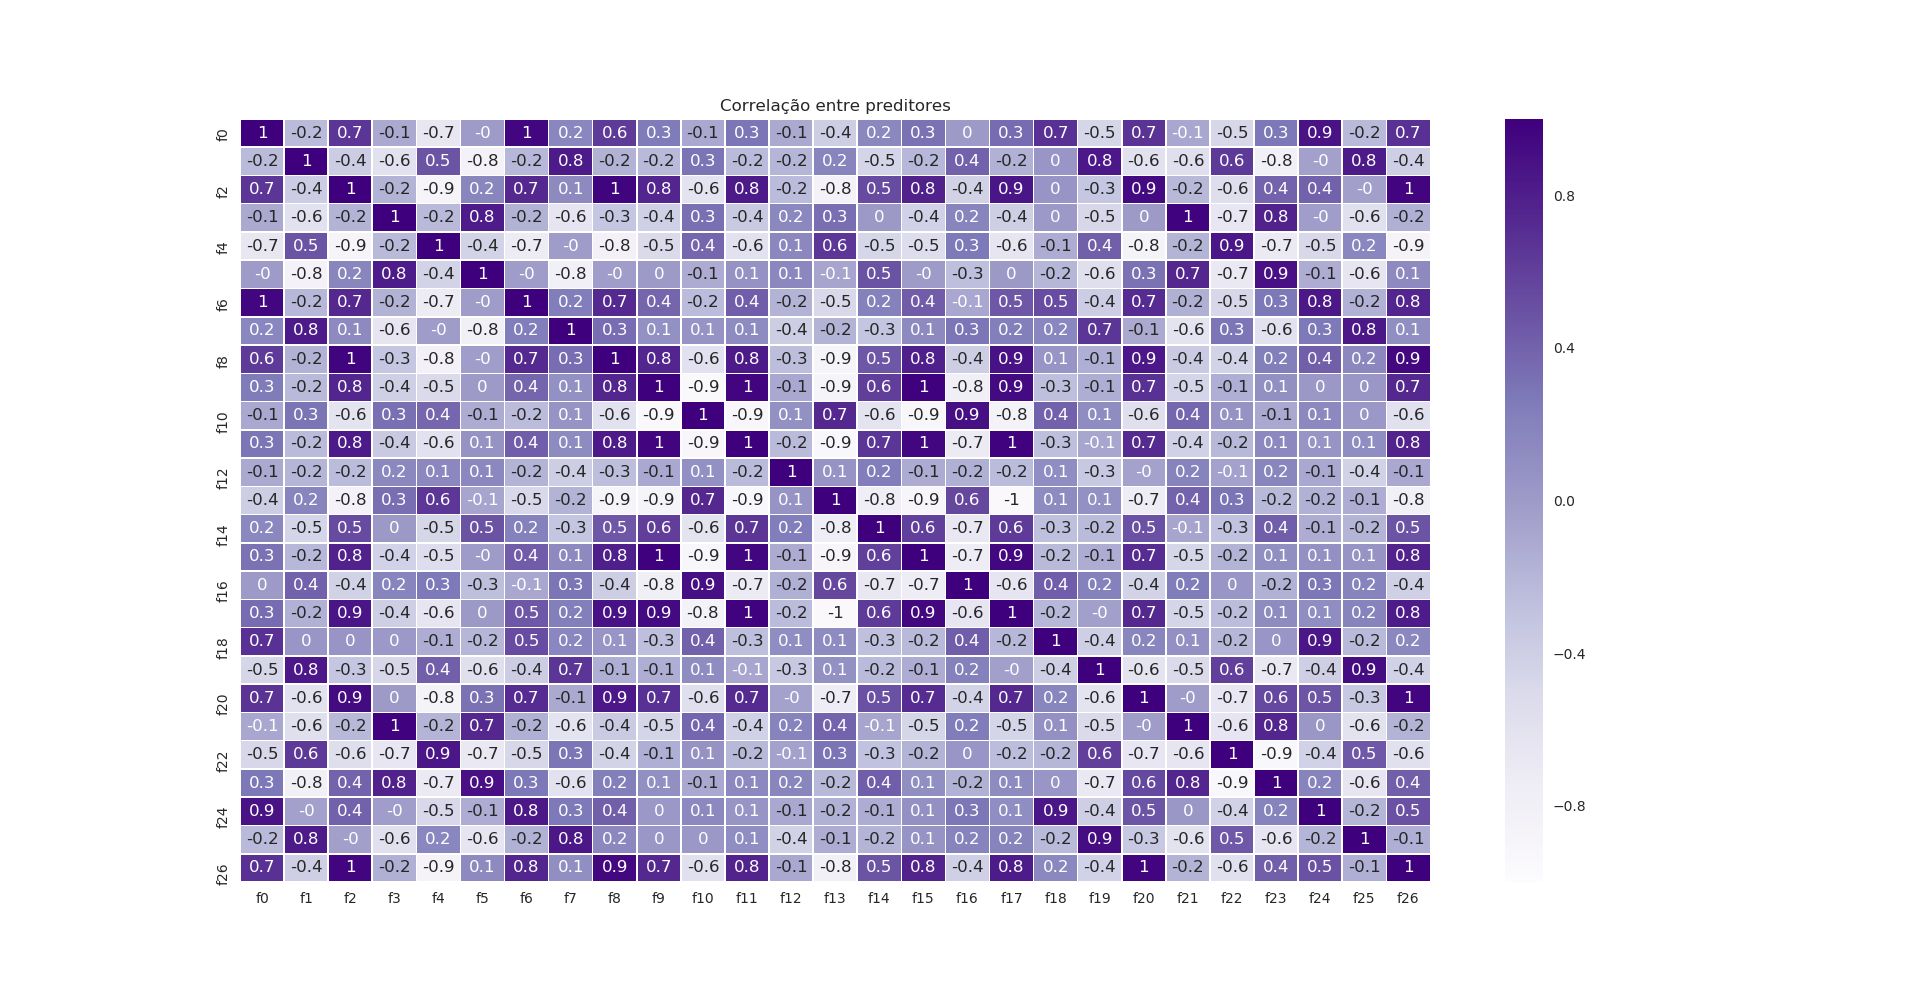 Correlação entre preditores
f0 1 -0.2 0.7 -0.1 -0.7 -0 1 0.2 0.6 0.3 -0.1 0.3 -0.1 -0.4 0.2 0.3 0 0.3 0.7 -0.5 0.7 -0.1 -0.5 0.3 0.9 -0.2 0.7
-0.2 1 -0.4 -0.6 0.5 -0.8 -0.2 0.8 -0.2 -0.2 0.3 -0.2 -0.2 0.2 -0.5 -0.2 0.4 -0.2 0 0.8 -0.6 -0.6 0.6 -0.8 -0 0.8 -0.4
f2 0.7 -0.4 1 -0.2 -0.9 0.2 0.7 0.1 1 0.8 -0.6 0.8 -0.2 -0.8 0.5 0.8 -0.4 0.9 0 -0.3 0.9 -0.2 -0.6 0.4 0.4 -0 1
0.8
-0.1 -0.6 -0.2 1 -0.2 0.8 -0.2 -0.6 -0.3 -0.4 0.3 -0.4 0.2 0.3 0 -0.4 0.2 -0.4 0 -0.5 0 1 -0.7 0.8 -0 -0.6 -0.2
f4 -0.7 0.5 -0.9 -0.2 1 -0.4 -0.7 -0 -0.8 -0.5 0.4 -0.6 0.1 0.6 -0.5 -0.5 0.3 -0.6 -0.1 0.4 -0.8 -0.2 0.9 -0.7 -0.5 0.2 -0.9
-0 -0.8 0.2 0.8 -0.4 1 -0 -0.8 -0 0 -0.1 0.1 0.1 -0.1 0.5 -0 -0.3 0 -0.2 -0.6 0.3 0.7 -0.7 0.9 -0.1 -0.6 0.1
f6 1 -0.2 0.7 -0.2 -0.7 -0 1 0.2 0.7 0.4 -0.2 0.4 -0.2 -0.5 0.2 0.4 -0.1 0.5 0.5 -0.4 0.7 -0.2 -0.5 0.3 0.8 -0.2 0.8
0.2 0.8 0.1 -0.6 -0 -0.8 0.2 1 0.3 0.1 0.1 0.1 -0.4 -0.2 -0.3 0.1 0.3 0.2 0.2 0.7 -0.1 -0.6 0.3 -0.6 0.3 0.8 0.1
0.4
f8 0.6 -0.2 1 -0.3 -0.8 -0 0.7 0.3 1 0.8 -0.6 0.8 -0.3 -0.9 0.5 0.8 -0.4 0.9 0.1 -0.1 0.9 -0.4 -0.4 0.2 0.4 0.2 0.9
0.3 -0.2 0.8 -0.4 -0.5 0 0.4 0.1 0.8 1 -0.9 1 -0.1 -0.9 0.6 1 -0.8 0.9 -0.3 -0.1 0.7 -0.5 -0.1 0.1 0 0 0.7
f10 -0.1 0.3 -0.6 0.3 0.4 -0.1 -0.2 0.1 -0.6 -0.9 1 -0.9 0.1 0.7 -0.6 -0.9 0.9 -0.8 0.4 0.1 -0.6 0.4 0.1 -0.1 0.1 0 -0.6
0.3 -0.2 0.8 -0.4 -0.6 0.1 0.4 0.1 0.8 1 -0.9 1 -0.2 -0.9 0.7 1 -0.7 1 -0.3 -0.1 0.7 -0.4 -0.2 0.1 0.1 0.1 0.8
f12 -0.1 -0.2 -0.2 0.2 0.1 0.1 -0.2 -0.4 -0.3 -0.1 0.1 -0.2 1 0.1 0.2 -0.1 -0.2 -0.2 0.1 -0.3 -0 0.2 -0.1 0.2 -0.1 -0.4 -0.1
-0.4 0.2 -0.8 0.3 0.6 -0.1 -0.5 -0.2 -0.9 -0.9 0.7 -0.9 0.1 1 -0.8 -0.9 0.6 -1 0.1 0.1 -0.7 0.4 0.3 -0.2 -0.2 -0.1 -0.8
0.0
f14 0.2 -0.5 0.5 0 -0.5 0.5 0.2 -0.3 0.5 0.6 -0.6 0.7 0.2 -0.8 1 0.6 -0.7 0.6 -0.3 -0.2 0.5 -0.1 -0.3 0.4 -0.1 -0.2 0.5
0.3 -0.2 0.8 -0.4 -0.5 -0 0.4 0.1 0.8 1 -0.9 1 -0.1 -0.9 0.6 1 -0.7 0.9 -0.2 -0.1 0.7 -0.5 -0.2 0.1 0.1 0.1 0.8
f16 0 0.4 -0.4 0.2 0.3 -0.3 -0.1 0.3 -0.4 -0.8 0.9 -0.7 -0.2 0.6 -0.7 -0.7 1 -0.6 0.4 0.2 -0.4 0.2 0 -0.2 0.3 0.2 -0.4
0.3 -0.2 0.9 -0.4 -0.6 0 0.5 0.2 0.9 0.9 -0.8 1 -0.2 -1 0.6 0.9 -0.6 1 -0.2 -0 0.7 -0.5 -0.2 0.1 0.1 0.2 0.8
f18 0.7 0 0 0 -0.1 -0.2 0.5 0.2 0.1 -0.3 0.4 -0.3 0.1 0.1 -0.3 -0.2 0.4 -0.2 1 -0.4 0.2 0.1 -0.2 0 0.9 -0.2 0.2
−0.4
-0.5 0.8 -0.3 -0.5 0.4 -0.6 -0.4 0.7 -0.1 -0.1 0.1 -0.1 -0.3 0.1 -0.2 -0.1 0.2 -0 -0.4 1 -0.6 -0.5 0.6 -0.7 -0.4 0.9 -0.4
f20 0.7 -0.6 0.9 0 -0.8 0.3 0.7 -0.1 0.9 0.7 -0.6 0.7 -0 -0.7 0.5 0.7 -0.4 0.7 0.2 -0.6 1 -0 -0.7 0.6 0.5 -0.3 1
-0.1 -0.6 -0.2 1 -0.2 0.7 -0.2 -0.6 -0.4 -0.5 0.4 -0.4 0.2 0.4 -0.1 -0.5 0.2 -0.5 0.1 -0.5 -0 1 -0.6 0.8 0 -0.6 -0.2
f22 -0.5 0.6 -0.6 -0.7 0.9 -0.7 -0.5 0.3 -0.4 -0.1 0.1 -0.2 -0.1 0.3 -0.3 -0.2 0 -0.2 -0.2 0.6 -0.7 -0.6 1 -0.9 -0.4 0.5 -0.6
0.3 -0.8 0.4 0.8 -0.7 0.9 0.3 -0.6 0.2 0.1 -0.1 0.1 0.2 -0.2 0.4 0.1 -0.2 0.1 0 -0.7 0.6 0.8 -0.9 1 0.2 -0.6 0.4
−0.8
f24 0.9 -0 0.4 -0 -0.5 -0.1 0.8 0.3 0.4 0 0.1 0.1 -0.1 -0.2 -0.1 0.1 0.3 0.1 0.9 -0.4 0.5 0 -0.4 0.2 1 -0.2 0.5
-0.2 0.8 -0 -0.6 0.2 -0.6 -0.2 0.8 0.2 0 0 0.1 -0.4 -0.1 -0.2 0.1 0.2 0.2 -0.2 0.9 -0.3 -0.6 0.5 -0.6 -0.2 1 -0.1
f26 0.7 -0.4 1 -0.2 -0.9 0.1 0.8 0.1 0.9 0.7 -0.6 0.8 -0.1 -0.8 0.5 0.8 -0.4 0.8 0.2 -0.4 1 -0.2 -0.6 0.4 0.5 -0.1 1
f0 f1 f2 f3 f4 f5 f6 f7 f8 f9 f10 f11 f12 f13 f14 f15 f16 f17 f18 f19 f20 f21 f22 f23 f24 f25 f26